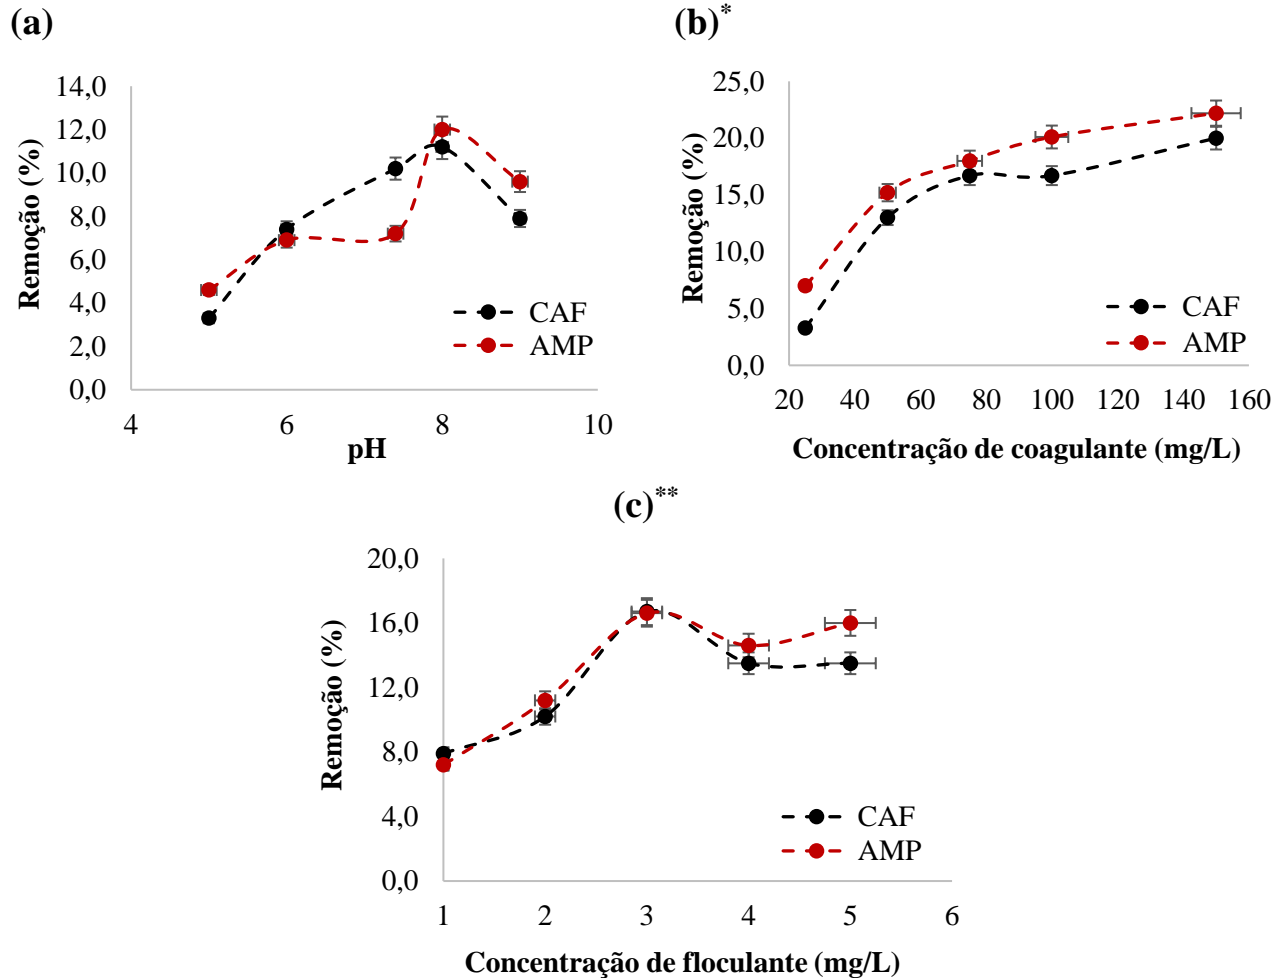 (a)
14,0
12,0
10,0
8,0
6,0
4,0
2,0
0,0
Remoção (%)
4 6 8 10
pH
CAF
AMP
(b)*
25,0
20,0
15,0
10,0
5,0
0,0
Remoção (%)
20 40 60 80 100 120 140 160
Concentração de coagulante (mg/L)
CAF
AMP
(c)**
20,0
16,0
12,0
8,0
4,0
0,0
Remoção (%)
1 2 3 4 5 6
Concentração de floculante (mg/L)
CAF
AMP